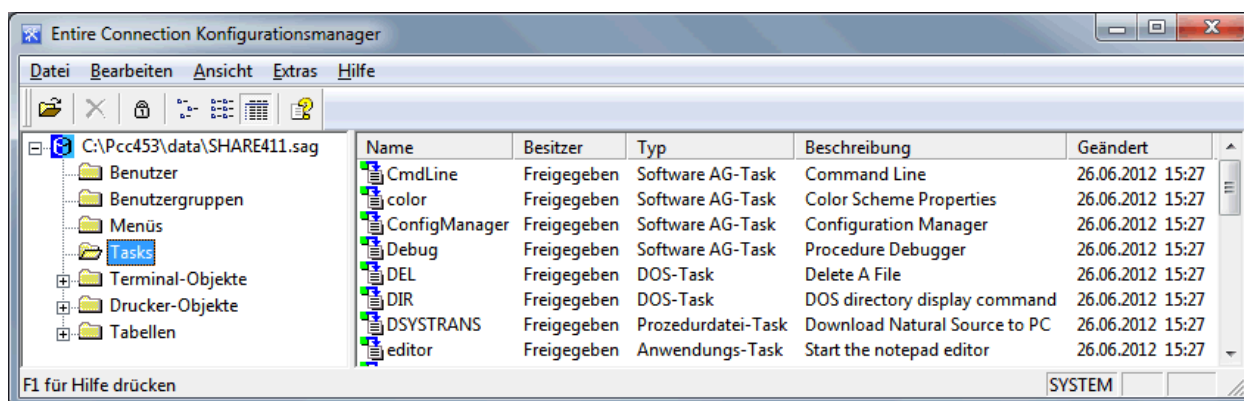 Entire Connection Konfigurationsmanager
Datei Bearbeiten Ansicht Extras Hilfe
C:\Pcc453\data\SHARE411.sag
Benutzer
Benutzergruppen
Menüs
Tasks
Terminal-Objekte
Drucker-Objekte
Tabellen
Name Besitzer Typ Beschreibung Geändert
CmdLine Freigegeben Software AG-Task Command Line 26.06.2012 15:27
color Freigegeben Software AG-Task Color Scheme Properties 26.06.2012 15:27
ConfigManager Freigegeben Software AG-Task Configuration Manager 26.06.2012 15:27
Debug Freigegeben Software AG-Task Procedure Debugger 26.06.2012 15:27
DEL Freigegeben DOS-Task Delete A File 26.06.2012 15:27
DIR Freigegeben DOS-Task DOS directory display command 26.06.2012 15:27
DSYSTRANS Freigegeben Prozedurdatei-Task Download Natural Source to PC 26.06.2012 15:27
editor Freigegeben Anwendungs-Task Start the notepad editor 26.06.2012 15:27
F1 für Hilfe drücken SYSTEM